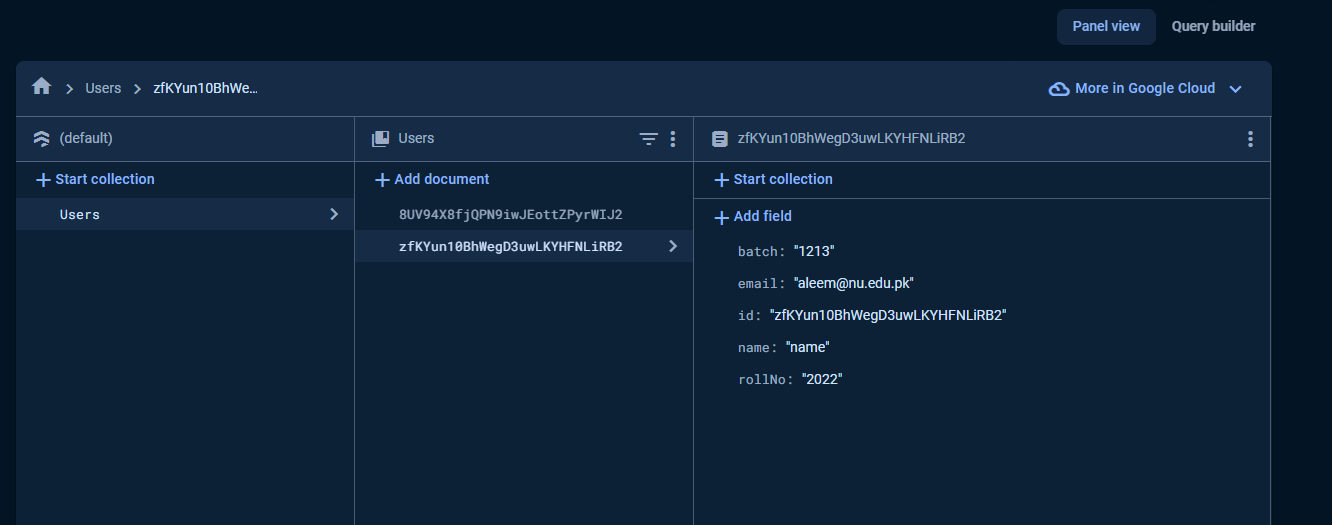 Panel view Query builder
Users zfKYun10BhWe... More in Google Cloud
(default)
Start collection
Users
Users
Add document
8UV94X8fjQPN9iwJEottZPyrWIJ2
zfKYun10BhWegD3uwLKYHFNLiRB2
zfKYun10BhWegD3uwLKYHFNLiRB2
Start collection
Add field
batch: "1213"
email: "aleem@nu.edu.pk"
id: "zfKYun10BhWegD3uwLKYHFNLiRB2"
name: "name"
rollNo: "2022"